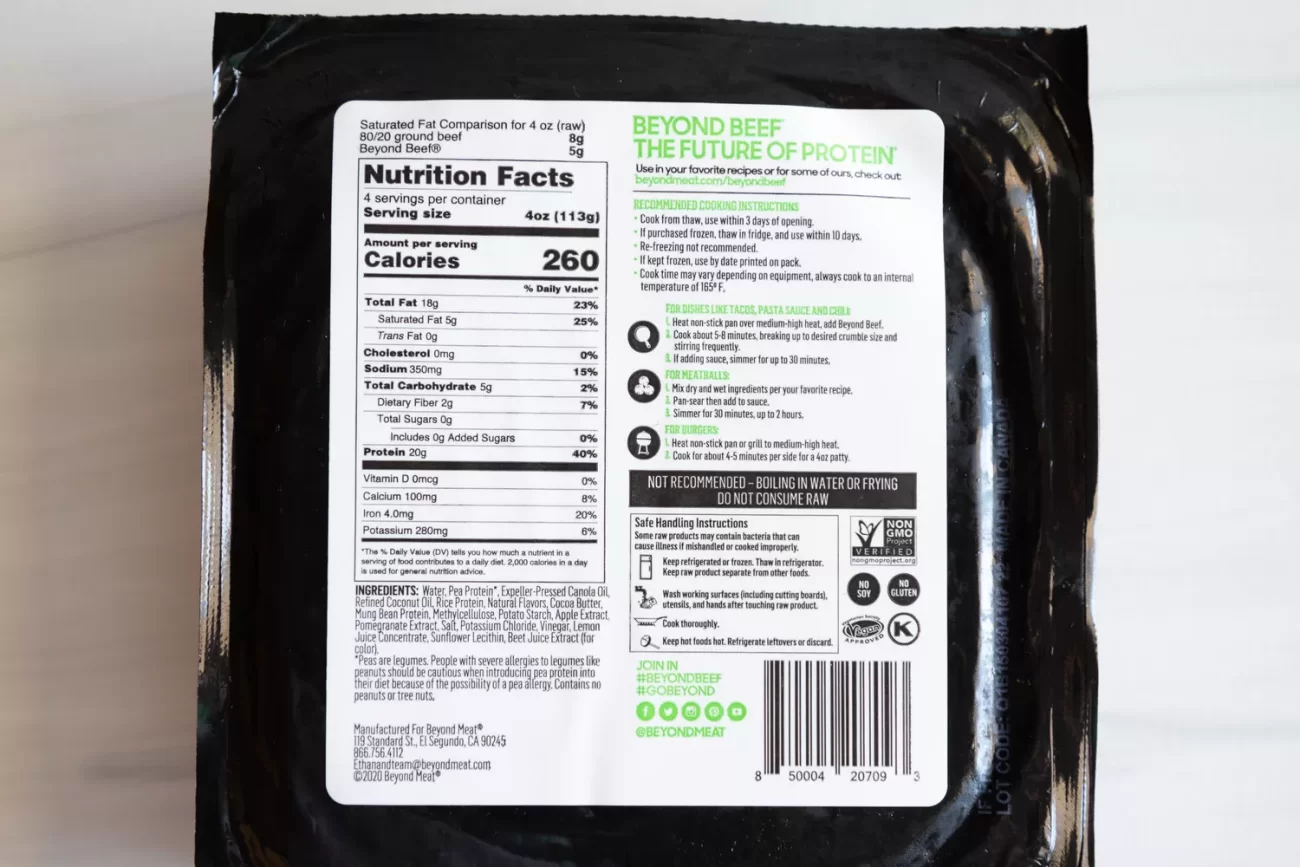 Saturated Fat Comparison for 4 oz (raw)
80/20 ground beef 8g
Beyond Beef® 5g
Nutrition Facts
4 servings per container
Serving size 4oz (113g)
Amount per serving
Calories 260
% Daily Value*
Total Fat 18g 23%
Saturated Fat 5g 25%
Trans Fat 0g
Cholesterol 0mg 0%
Sodium 350mg 15%
Total Carbohydrate 5g 2%
Dietary Fiber 2g 7%
Total Sugars 0g
Includes 0g Added Sugars 0%
Protein 20g 40%
Vitamin D 0mcg 0%
Calcium 100mg 8%
Iron 4.0mg 20%
Potassium 280mg 6%
*The % Daily Value (DV) tells you how much a nutrient in a
serving of food contributes to a daily diet. 2,000 calories in a day
is used for general nutrition advice.
INGREDIENTS: Water, Pea Protein*, Expeller-Pressed Canola Oil,
Refined Coconut Oil, Rice Protein, Natural Flavors, Cocoa Butter,
Mung Bean Protein, Methylcellulose, Potato Starch, Apple Extract,
Pomegranate Extract, Salt, Potassium Chloride, Vinegar, Lemon
Juice Concentrate, Sunflower Lecithin, Beet Juice Extract (for
color).
*Peas are legumes. People with severe allergies to legumes like
peanuts should be cautious when introducing pea protein into
their diet because of the possibility of a pea allergy. Contains no
peanuts or tree nuts.
Manufactured For Beyond Meat®
119 Standard St., El Segundo, CA 90245
866.756.4112
Ethanandteam@beyondmeat.com
©2020 Beyond Meat®
BEYOND BEEF
THE FUTURE OF PROTEIN
Use in your favorite recipes or for some of ours, check out:
beyondmeat.com/beyondbeef
RECOMMENDED COOKING INSTRUCTIONS
• Cook from thaw, use within 3 days of opening.
• If purchased frozen, thaw in fridge, and use within 10 days.
• Re-freezing not recommended.
• If kept frozen, use by date printed on pack.
• Cook time may vary depending on equipment, always cook to an internal
temperature of 165º F.
FOR DISHES LIKE TACOS, PASTA SAUCE AND CHILI:
1. Heat non-stick pan over medium-high heat, add Beyond Beef.
2. Cook about 5-8 minutes, breaking up to desired crumble size and
stirring frequently.
3. If adding sauce, simmer for up to 30 minutes.
FOR MEATBALLS:
1. Mix dry and wet ingredients per your favorite recipe.
2. Pan-sear then add to sauce.
3. Simmer for 30 minutes, up to 2 hours.
FOR BURGERS:
1. Heat non-stick pan or grill to medium-high heat.
2. Cook for about 4-5 minutes per side for a 4oz patty.
NOT RECOMMENDED – BOILING IN WATER OR FRYING
DO NOT CONSUME RAW
Safe Handling Instructions
Some raw products may contain bacteria that can
cause illness if mishandled or cooked improperly.
Keep refrigerated or frozen. Thaw in refrigerator.
Keep raw product separate from other foods.
Wash working surfaces (including cutting boards),
utensils, and hands after touching raw product.
Cook thoroughly.
Keep hot foods hot. Refrigerate leftovers or discard.
NON
GMO
Project
VERIFIED
nongmoproject.org
NO
SOY
NO
GLUTEN
Vegan
APPROVED
K
JOIN IN
#BEYONDBEEF
#GOBEYOND
@BEYONDMEAT
8 50004 20709 3
MADE IN CANADA
LOT CODE: